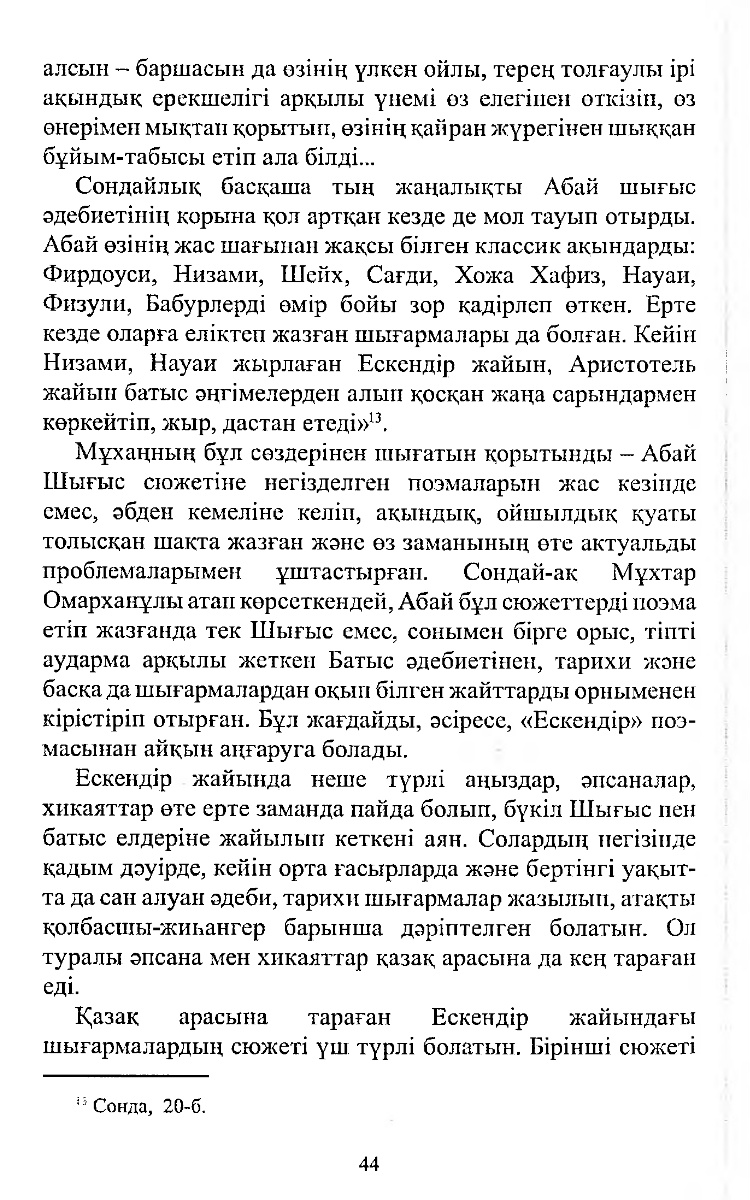 алсын – баршасын да өзінің үлкен ойлы, терең толғаулы ірі
ақындық ерекшелігі арқылы үнемі өз елегінен өткізіп, өз
өнерімен мықтап қорытып, өзінің қайран жүрегінен шыққан
бұйым-табысы етіп ала білді...
Сондайлық басқаша тың жаңалықты Абай шығыс
әдебиетінің қорына қол артқан кезде де мол тауып отырды.
Абай өзінің жас шағынан жақсы білген классик ақындарды:
Фирдоуси, Низами, Шейх, Сағди, Хожа Хафиз, Науаи,
Физули, Бабурлерді өмір бойы зор қадірлеп өткен. Ерте
кезде оларға еліктеп жазған шығармалары да болған. Кейін
Низами, Науаи жырлаған Ескендір жайын, Аристотель
жайын батыс әңгімелерден алып қосқан жаңа сарындармен
көркейтіп, жыр, дастан етеді»¹³.
Мұхаңның бұл сөздерінен шығатын қорытынды – Абай
Шығыс сюжетіне негізделген поэмаларын жас кезінде
емес, әбден кемеліне келіп, ақындық, ойшылдық қуаты
толысқан шақта жазған және өз заманының өте актуальды
проблемаларымен ұштастырған. Сондай-ақ Мұхтар
Омарханұлы атап көрсеткендей, Абай бұл сюжеттерді поэма
етіп жазғанда тек Шығыс емес, сонымен бірге орыс, тіпті
аударма арқылы жеткен Батыс әдебиетінен, тарихи және
басқа да шығармалардан оқып білген жайттарды орныменен
кірістіріп отырған. Бұл жағдайды, әсіресе, «Ескендір» поэ-
масынан айқын аңғаруга болады.
Ескендір жайында неше түрлі аңыздар, әпсаналар,
хикаяттар өте ерте заманда пайда болып, бүкіл Шығыс пен
батыс елдеріне жайылып кеткені аян. Солардың негізінде
қадым дәуірде, кейін орта ғасырларда және бертінгі уақыт-
та да сан алуан әдеби, тарихи шығармалар жазылып, атақты
қолбасшы-жиһангер барынша дәріптелген болатын. Ол
туралы әпсана мен хикаяттар қазақ арасына да кең тараған
еді.
Қазақ арасына тараған Ескендір жайындағы
шығармалардың сюжеті үш түрлі болатын. Бірінші сюжеті
¹³ Сонда, 20-б.
44